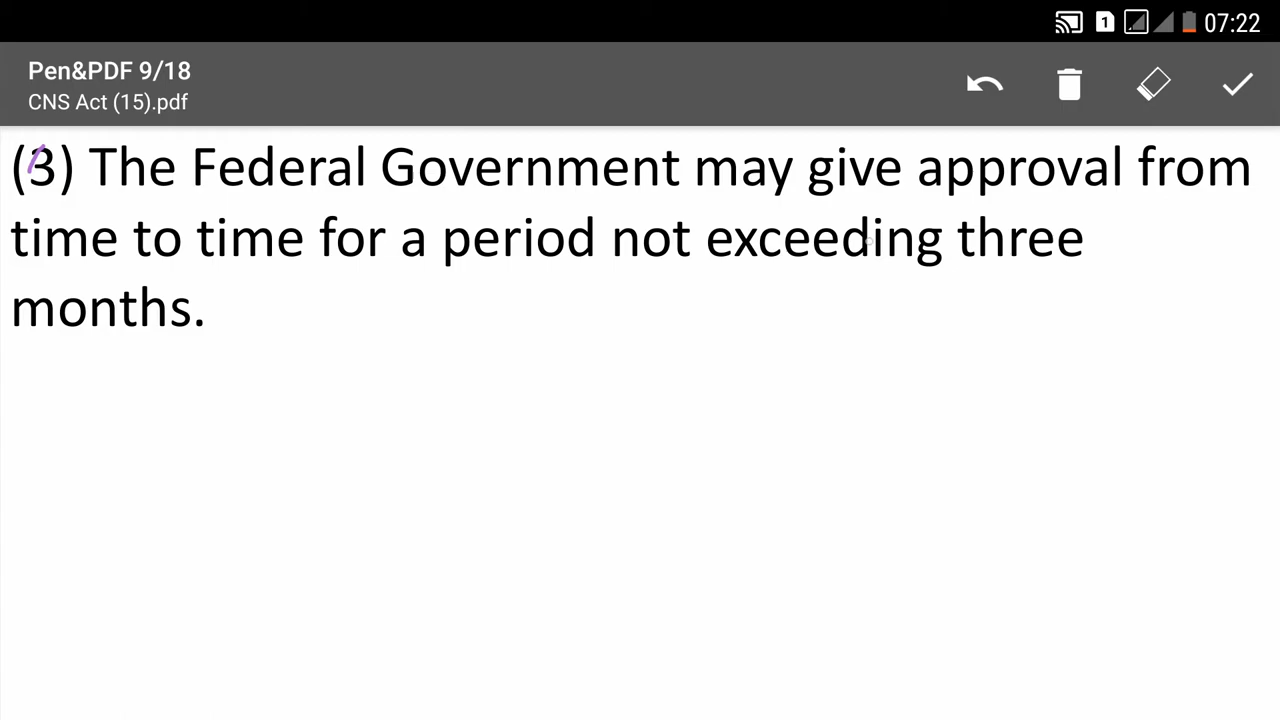 1 07:22
Pen&PDF 9/18
CNS Act (15).pdf
(3) The Federal Government may give approval from
time to time for a period not exceeding three
months.